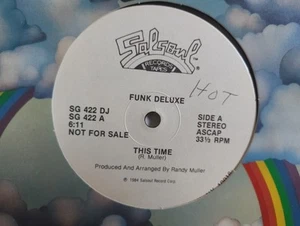 Salsoul
RECORDS
TAPES
FUNK DELUXE
HOT
SG 422 DJ
SG 422 A
6:11
NOT FOR SALE
SIDE A
STEREO
ASCAP
33⅓ RPM
THIS TIME
(R. Muller)
Produced And Arranged by Randy Muller
℗ 1984 Salsoul Record Corp.